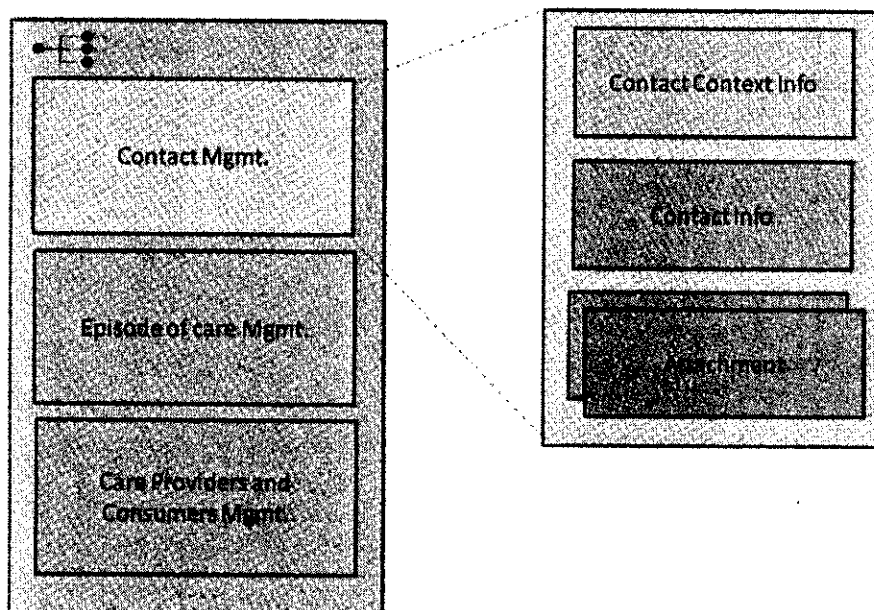 Contact Mgmt.
Episode of care Mgmt.
Care Providers and
Consumers Mgmt.
Contact Context Info
Contact Info
Attachment